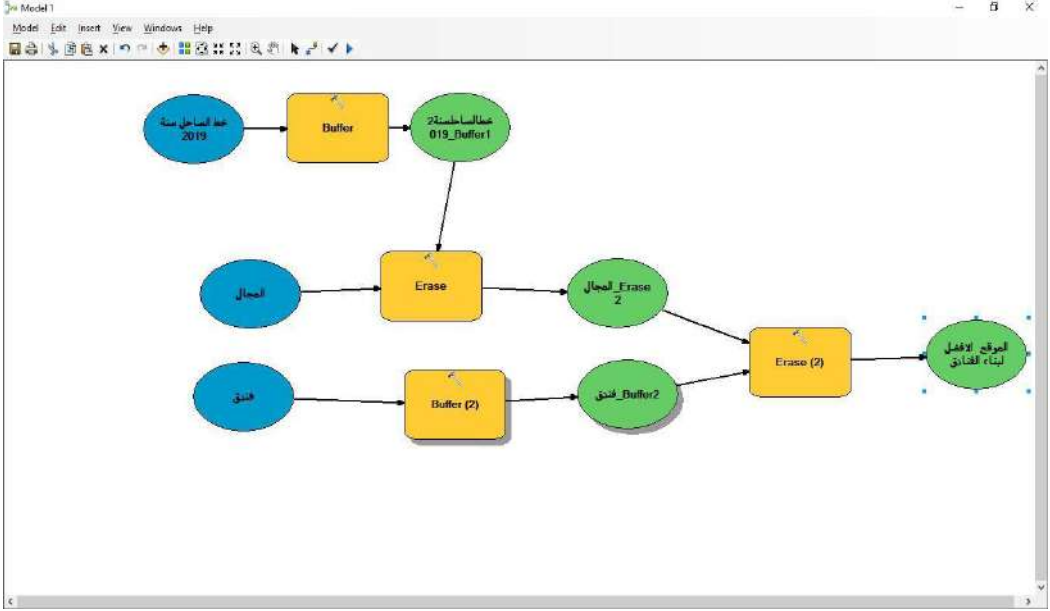 Model 1
Model Edit Insert View Windows Help
خط الساحل سنة
2019
Buffer
خطالساحلسنة2
019_Buffer1
المجال
Erase
المجال_Erase
2
فندق
Buffer (2)
فندق_Buffer2
Erase (2)
الموقع الافضل
لبناء الفنادق